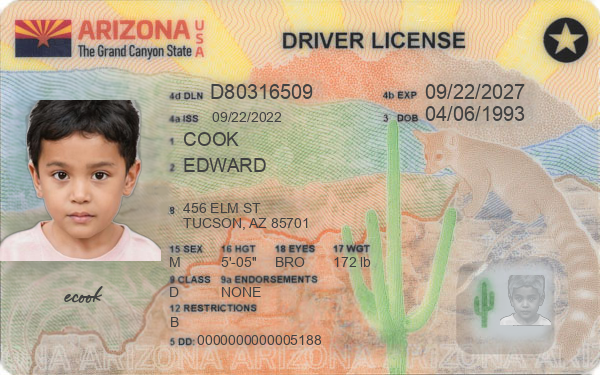 ARIZONA USA
The Grand Canyon State
DRIVER LICENSE
4d DLN D80316509
4b EXP 09/22/2027
4a ISS 09/22/2022
3 DOB 04/06/1993
1 COOK
2 EDWARD
8 456 ELM ST
TUCSON, AZ 85701
15 SEX 16 HGT 18 EYES 17 WGT
M 5'-05" BRO 172 lb
9 CLASS 9a ENDORSEMENTS
D NONE
12 RESTRICTIONS
B
ecook
5 DD: 0000000000005188
ARIZONA ARIZONA ARIZONA ARIZONA